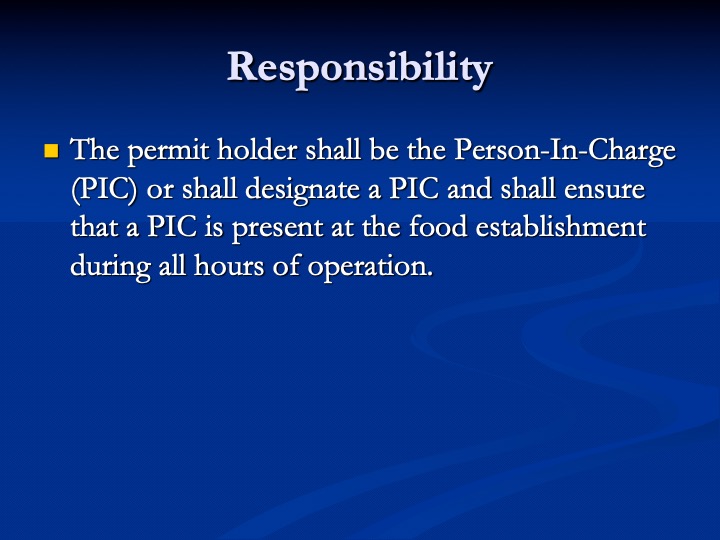 Responsibility
The permit holder shall be the Person-In-Charge
(PIC) or shall designate a PIC and shall ensure
that a PIC is present at the food establishment
during all hours of operation.